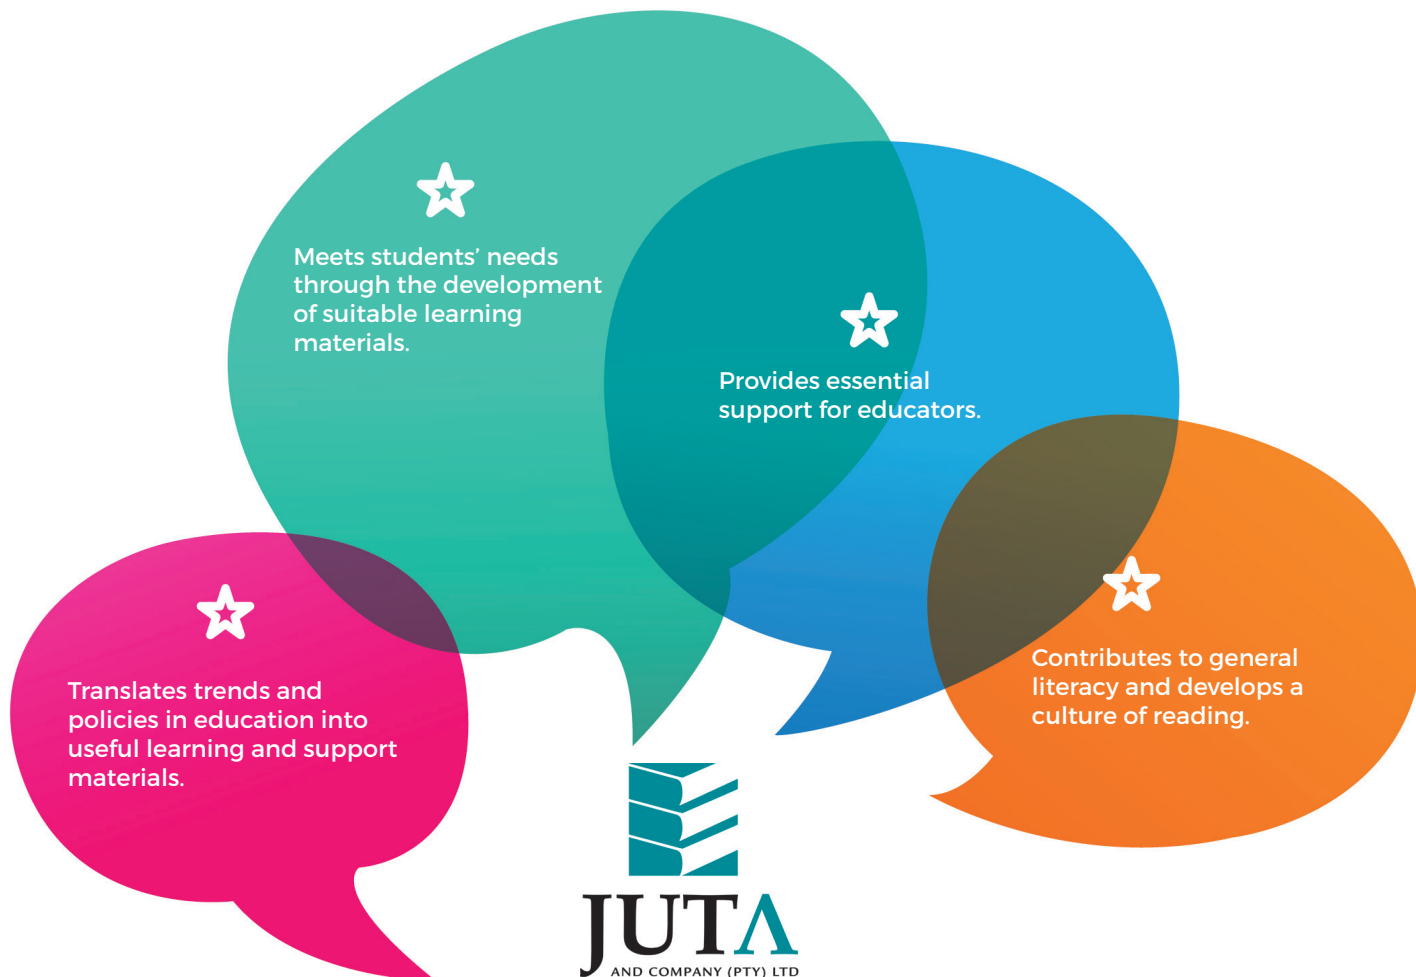 Meets students’ needs
through the development
of suitable learning
materials.
Provides essential
support for educators.
Contributes to general
literacy and develops a
culture of reading.
Translates trends and
policies in education into
useful learning and support
materials.
JUTA
AND COMPANY (PTY) LTD